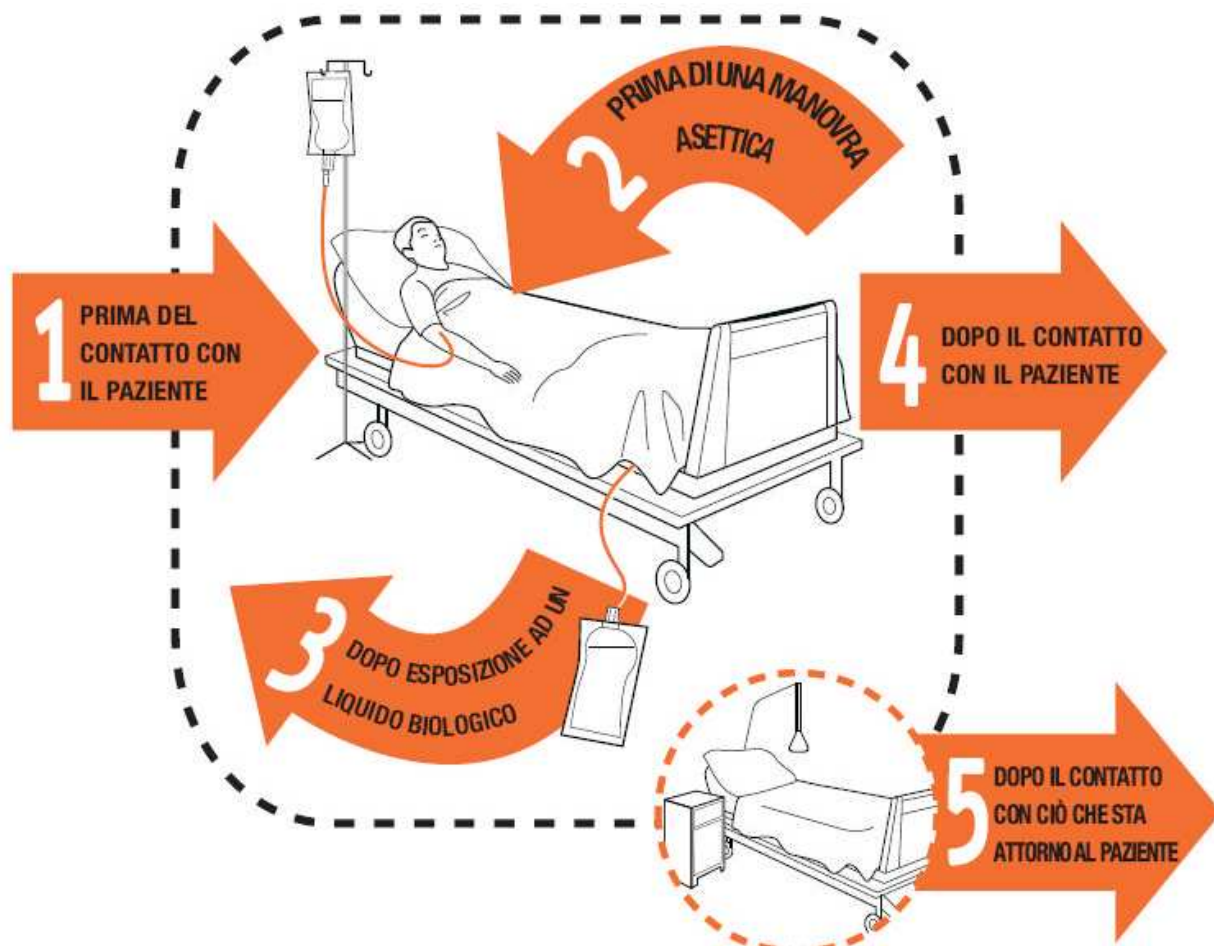 1
PRIMA DEL
CONTATTO CON
IL PAZIENTE
2
PRIMA DI UNA MANOVRA
ASETTICA
3
DOPO ESPOSIZIONE AD UN
LIQUIDO BIOLOGICO
4
DOPO IL CONTATTO
CON IL PAZIENTE
5
DOPO IL CONTATTO
CON CIÒ CHE STA
ATTORNO AL PAZIENTE